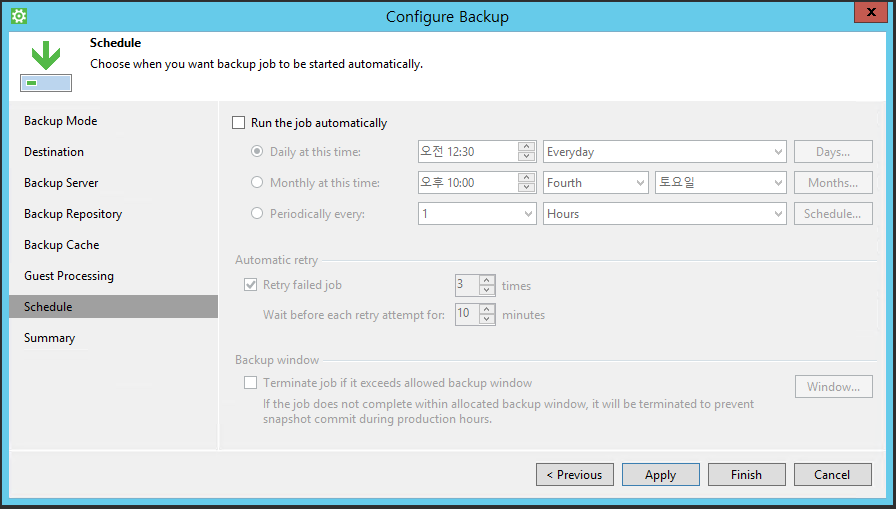 Configure Backup
Schedule
Choose when you want backup job to be started automatically.
Backup Mode
Destination
Backup Server
Backup Repository
Backup Cache
Guest Processing
Schedule
Summary
Run the job automatically
Daily at this time: 오전 12:30 Everyday Days...
Monthly at this time: 오후 10:00 Fourth 토요일 Months...
Periodically every: 1 Hours Schedule...
Automatic retry
Retry failed job 3 times
Wait before each retry attempt for: 10 minutes
Backup window
Terminate job if it exceeds allowed backup window Window...
If the job does not complete within allocated backup window, it will be terminated to prevent
snapshot commit during production hours.
< Previous Apply Finish Cancel